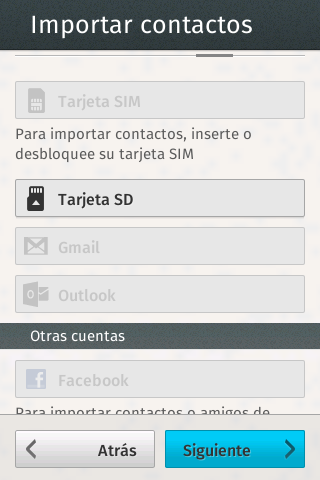 Importar contactos
Tarjeta SIM
Para importar contactos, inserte o
desbloquee su tarjeta SIM
Tarjeta SD
Gmail
Outlook
Otras cuentas
Facebook
Para importar contactos o amigos de
Atrás
Siguiente